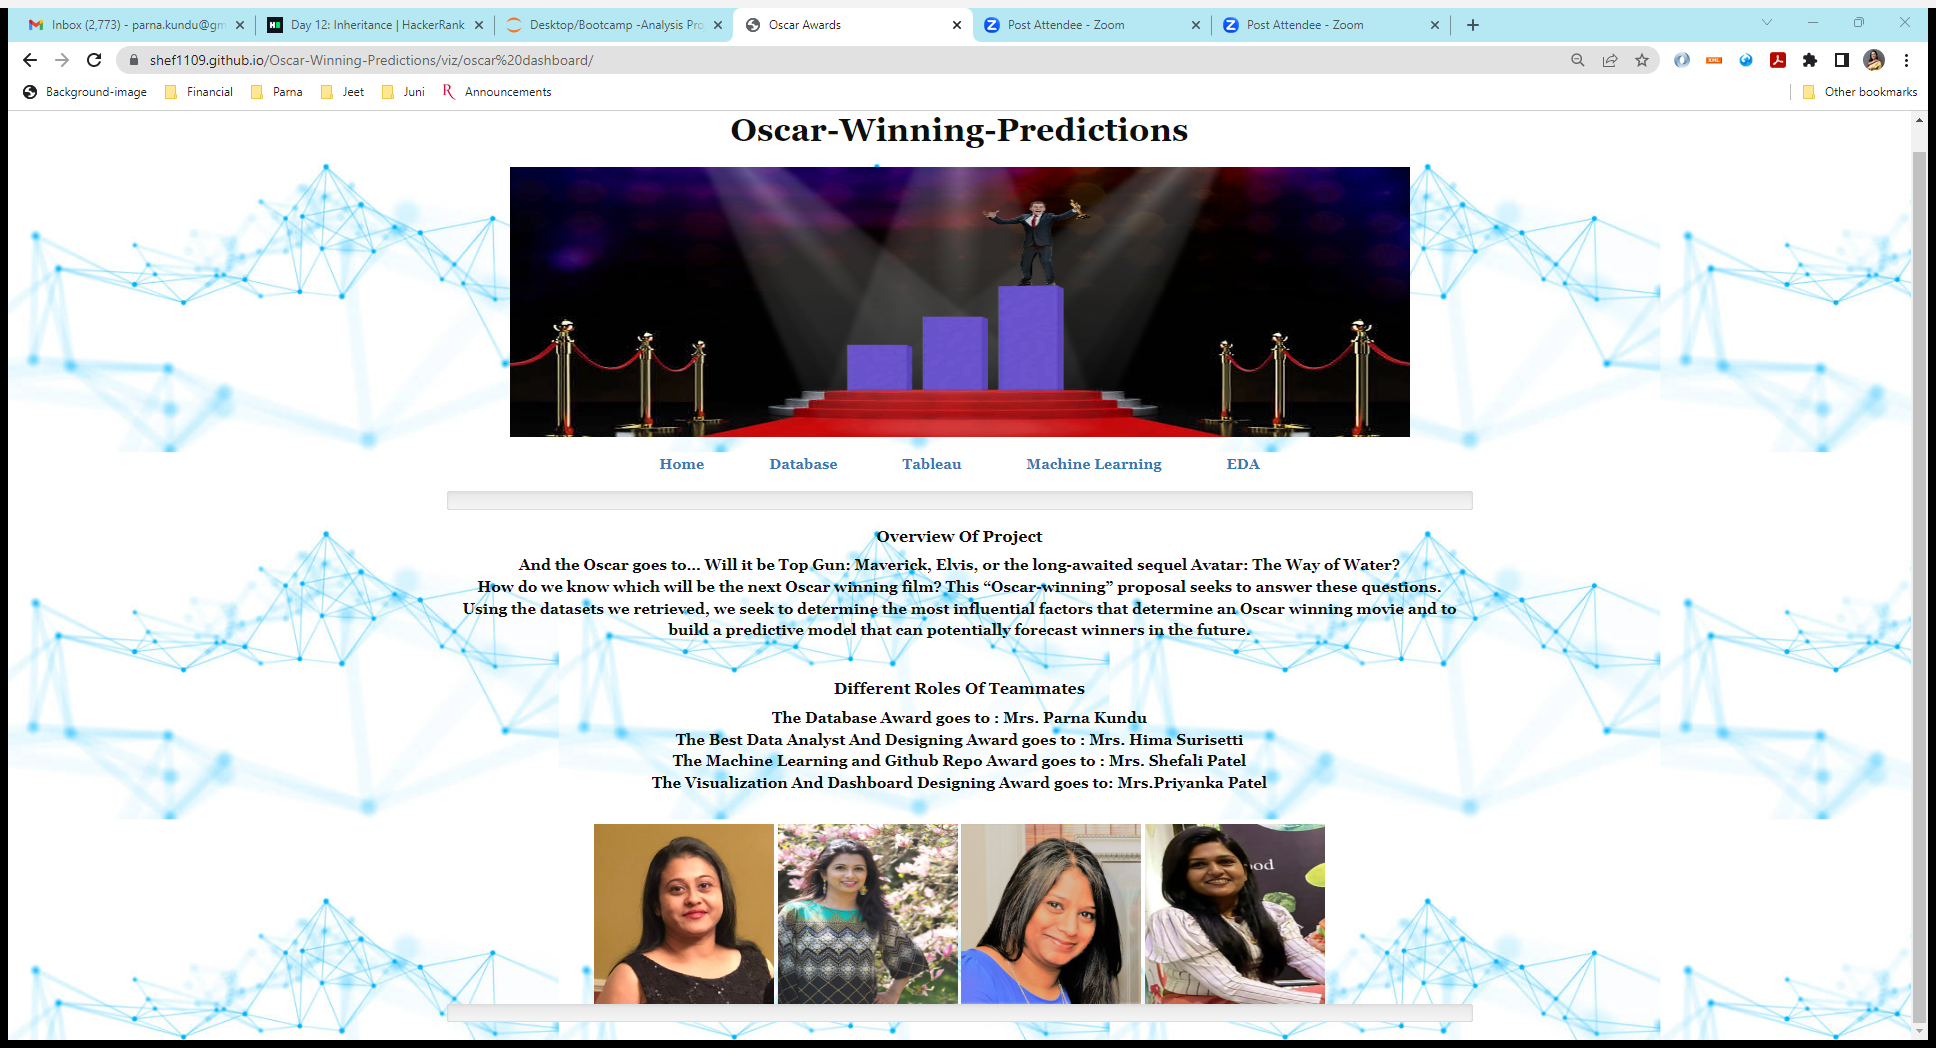 Inbox (2,773) - parna.kundu@gm
Day 12: Inheritance | HackerRank
Desktop/Bootcamp -Analysis Pro
Oscar Awards
Post Attendee - Zoom
Post Attendee - Zoom
shef1109.github.io/Oscar-Winning-Predictions/viz/oscar%20dashboard/
Background-image
Financial
Parna
Jeet
Juni
Announcements
Other bookmarks
Oscar-Winning-Predictions
Home
Database
Tableau
Machine Learning
EDA
Overview Of Project
And the Oscar goes to... Will it be Top Gun: Maverick, Elvis, or the long-awaited sequel Avatar: The Way of Water?
How do we know which will be the next Oscar winning film? This “Oscar-winning” proposal seeks to answer these questions.
Using the datasets we retrieved, we seek to determine the most influential factors that determine an Oscar winning movie and to
build a predictive model that can potentially forecast winners in the future.
Different Roles Of Teammates
The Database Award goes to : Mrs. Parna Kundu
The Best Data Analyst And Designing Award goes to : Mrs. Hima Surisetti
The Machine Learning and Github Repo Award goes to : Mrs. Shefali Patel
The Visualization And Dashboard Designing Award goes to: Mrs.Priyanka Patel